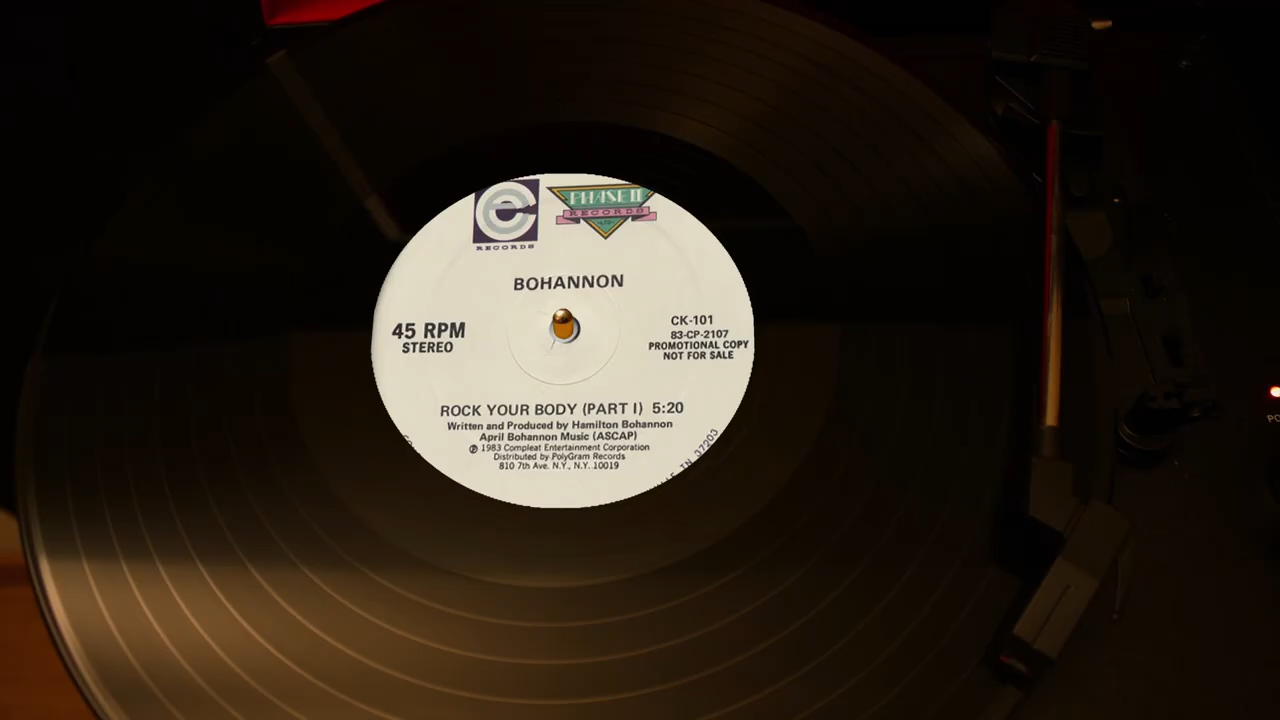 e
RECORDS
PHASE II
RECORDS
BOHANNON
45 RPM
STEREO
CK-101
83-CP-2107
PROMOTIONAL COPY
NOT FOR SALE
ROCK YOUR BODY (PART I) 5:20
Written and Produced by Hamilton Bohannon
April Bohannon Music (ASCAP)
℗ 1983 Compleat Entertainment Corporation
Distributed by PolyGram Records
810 7th Ave. N.Y., N.Y. 10019
TN 37203